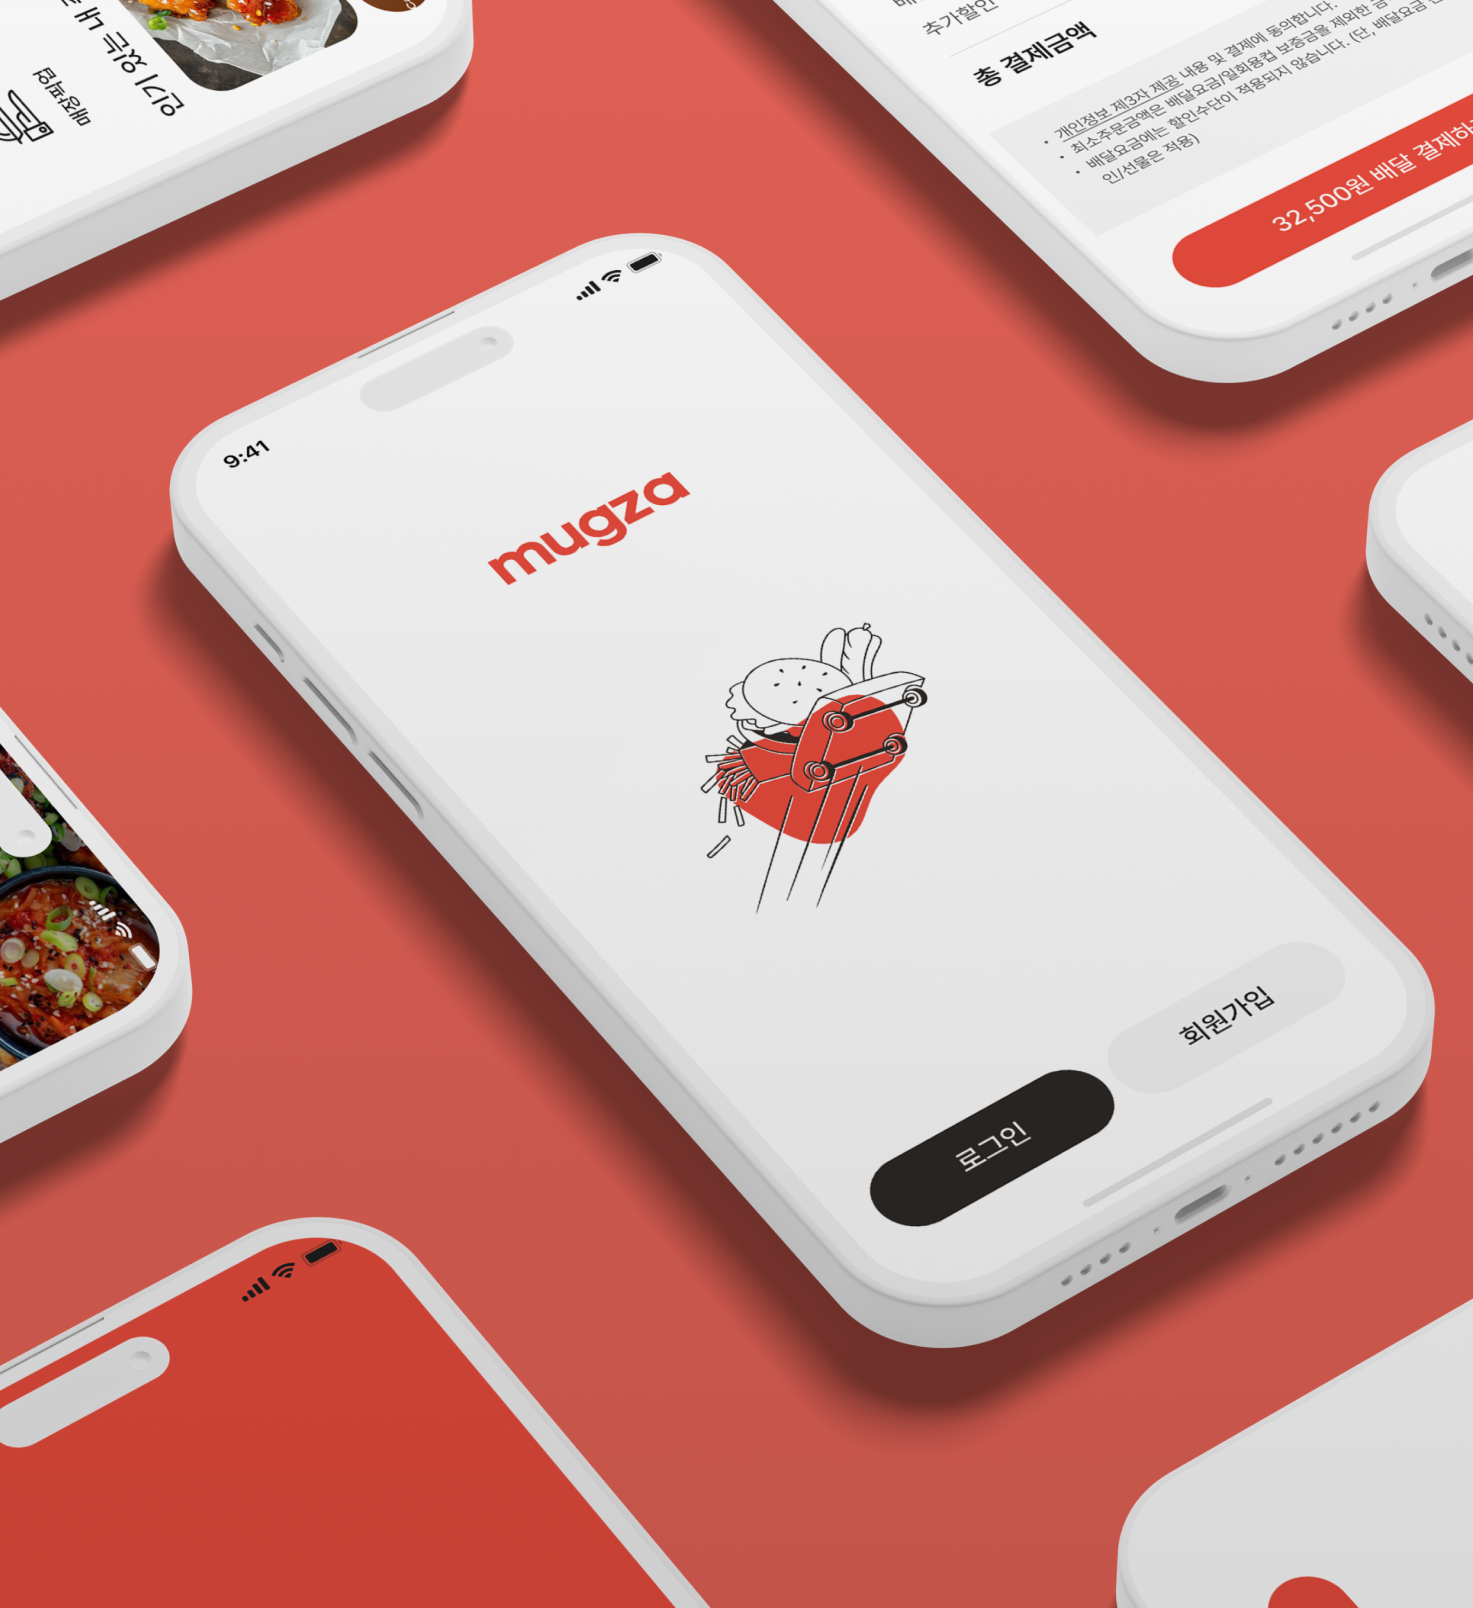 추가할인
총 결제금액
• 개인정보 제3자 제공 내용 및 결제에 동의합니다.
• 최소주문금액은 배달요금/일회용컵 보증금을 제외한
• 배달요금에는 할인수단이 적용되지 않습니다. (단, 배달요금
인/선물은 적용)
32,500원 배달 결제하
인기 있는
9:41
mugza
회원가입
로그인